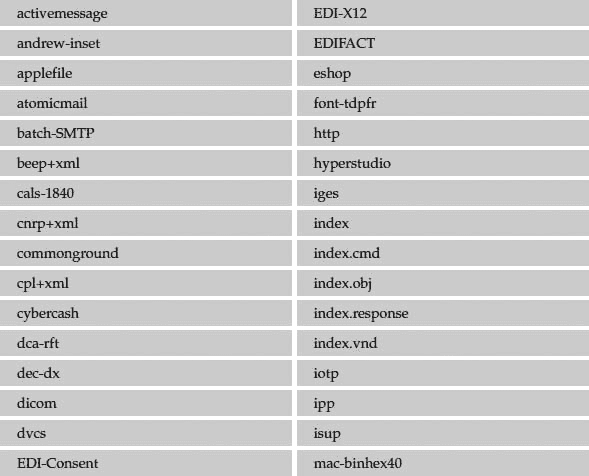 activemessage
andrew-inset
applefile
atomicmail
batch-SMTP
beep+xml
cals-1840
cnrp+xml
commonground
cpl+xml
cybercash
dca-rft
dec-dx
dicom
dvcs
EDI-Consent
EDI-X12
EDIFACT
eshop
font-tdpfr
http
hyperstudio
iges
index
index.cmd
index.obj
index.response
index.vnd
iotp
ipp
isup
mac-binhex40